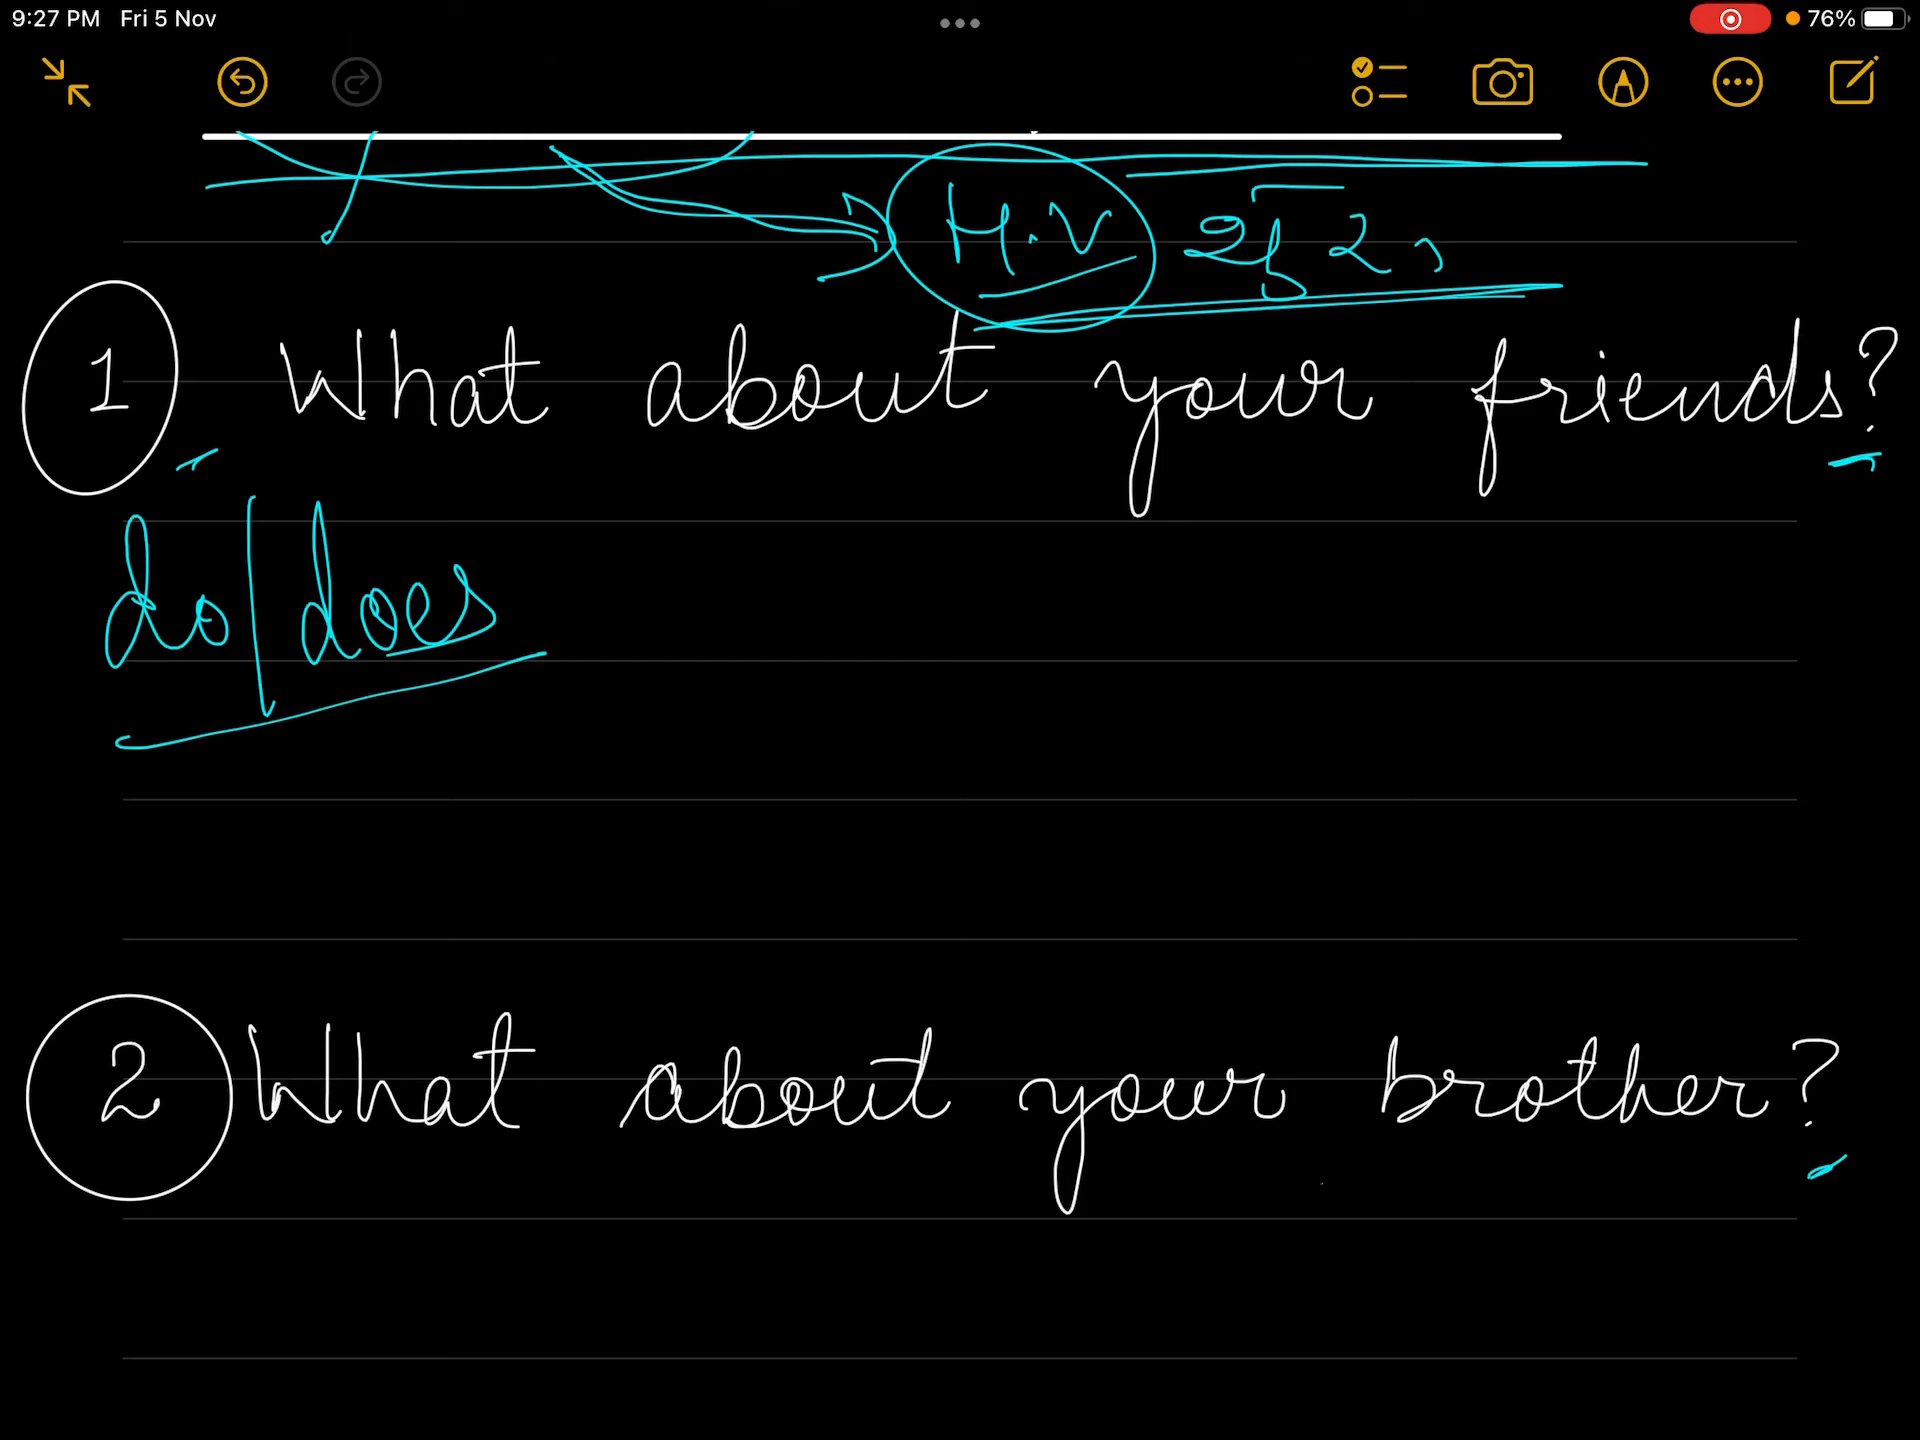 9:27 PM Fri 5 Nov
76%
H.V
1 What about your friends?
do/does
2 What about your brother?